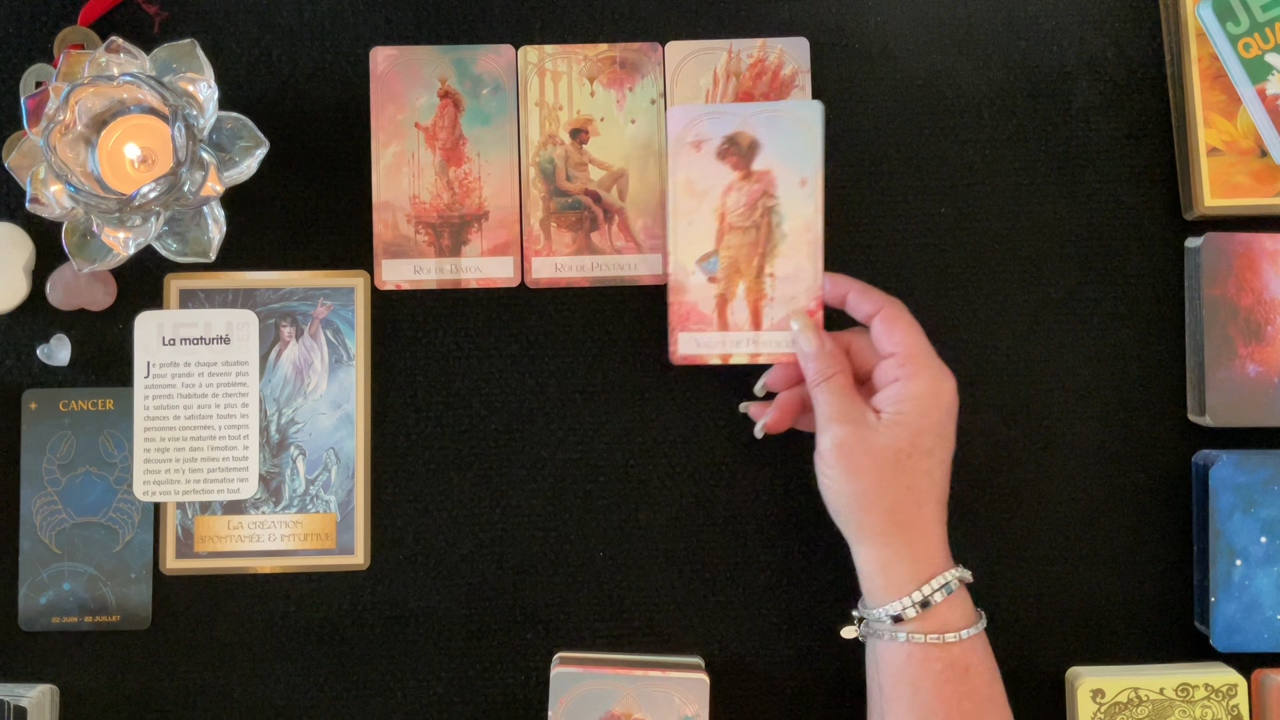 JE
QUA
ROI DE BATON
ROI DE PENTACLE
VALET DE PENTACLE
La maturité
Je profite de chaque situation
pour grandir et devenir plus
autonome. Face à un problème,
je prends l'habitude de chercher
la solution qui aura le plus de
chances de satisfaire toutes les
personnes concernées, y compris
moi. Je vise la maturité en tout et
ne règle rien dans l'émotion. Je
découvre le juste milieu en toute
chose et m'y tiens parfaitement
en équilibre. Je ne dramatise rien
et je vois la perfection en tout.
CANCER
22 JUIN - 22 JUILLET
LA CRÉATION
SPONTANÉE & INTUITIVE